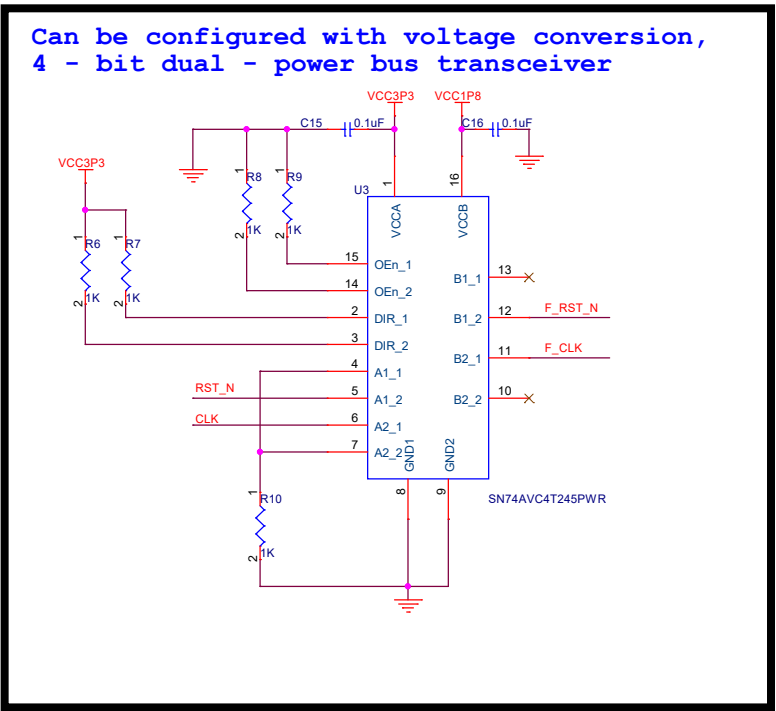 Can be configured with voltage conversion,
4 - bit dual - power bus transceiver
VCC3P3 VCC1P8
C15 0.1uF C16 0.1uF
VCC3P3
1 16
U3
VCCA VCCB
1 R8 1 R9
2 1K 2 1K
1 R6 1 R7
2 1K 2 1K
15 OEn_1
14 OEn_2
2 DIR_1
3 DIR_2
4 A1_1
RST_N 5 A1_2
CLK 6 A2_1
7 A2_2
B1_1 13
B1_2 12 F_RST_N
B2_1 11 F_CLK
B2_2 10
GND1 GND2
8 9
SN74AVC4T245PWR
1 R10
2 1K